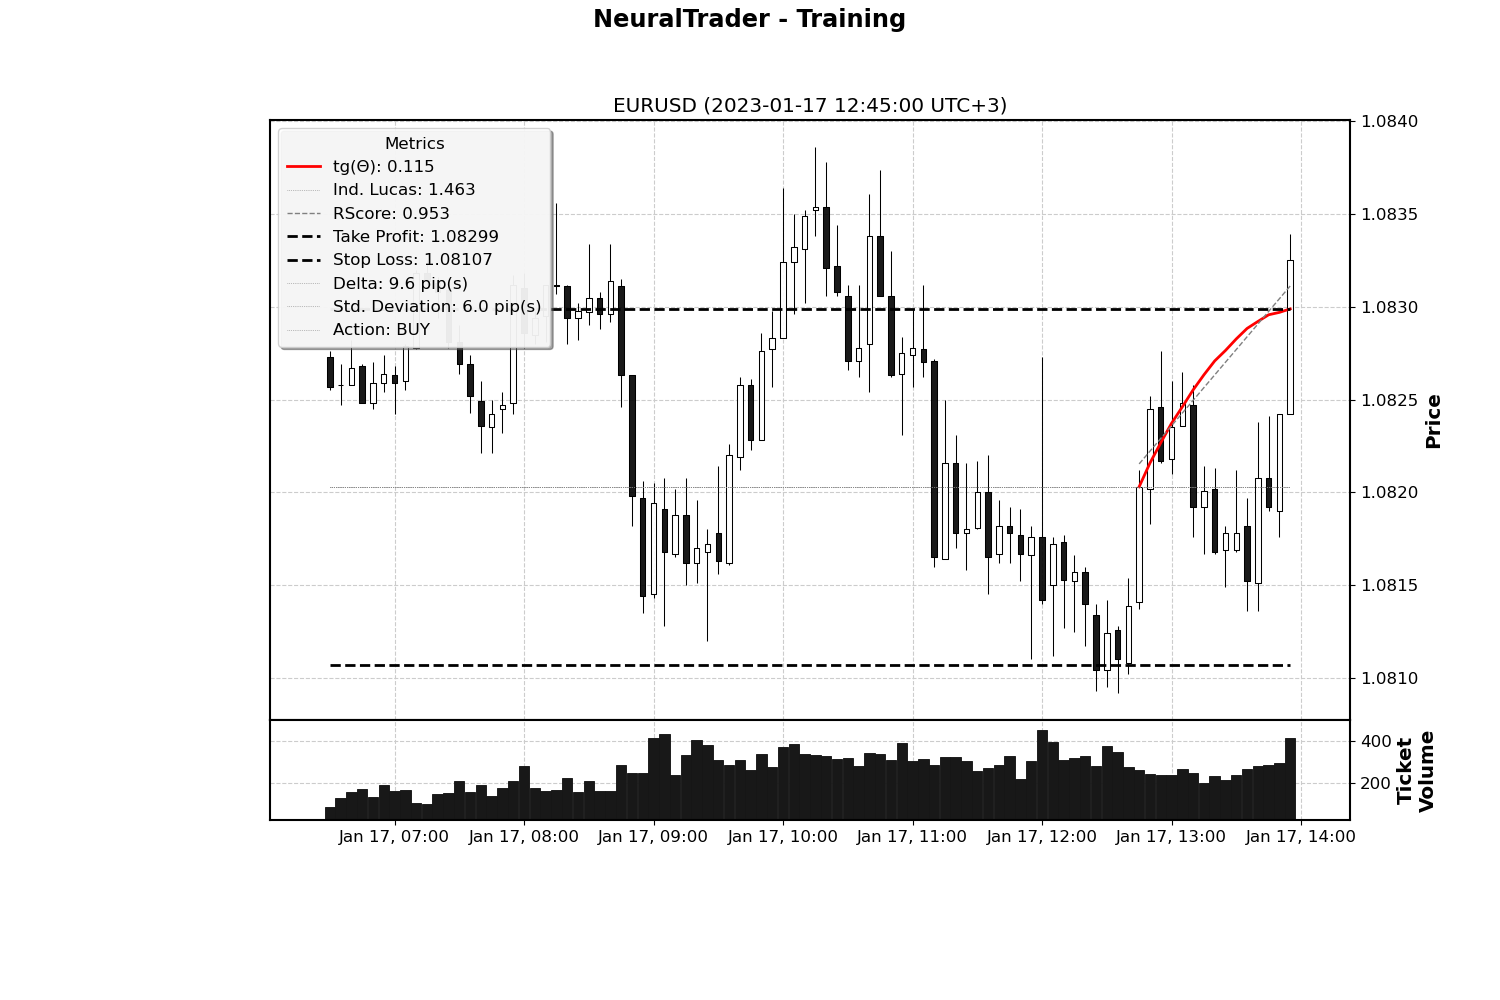 NeuralTrader - Training
EURUSD (2023-01-17 12:45:00 UTC+3)
Metrics
tg(Θ): 0.115
Ind. Lucas: 1.463
RScore: 0.953
Take Profit: 1.08299
Stop Loss: 1.08107
Delta: 9.6 pip(s)
Std. Deviation: 6.0 pip(s)
Action: BUY
1.0840
1.0835
1.0830
1.0825
1.0820
1.0815
1.0810
Price
400
200
Ticket
Volume
Jan 17, 07:00
Jan 17, 08:00
Jan 17, 09:00
Jan 17, 10:00
Jan 17, 11:00
Jan 17, 12:00
Jan 17, 13:00
Jan 17, 14:00